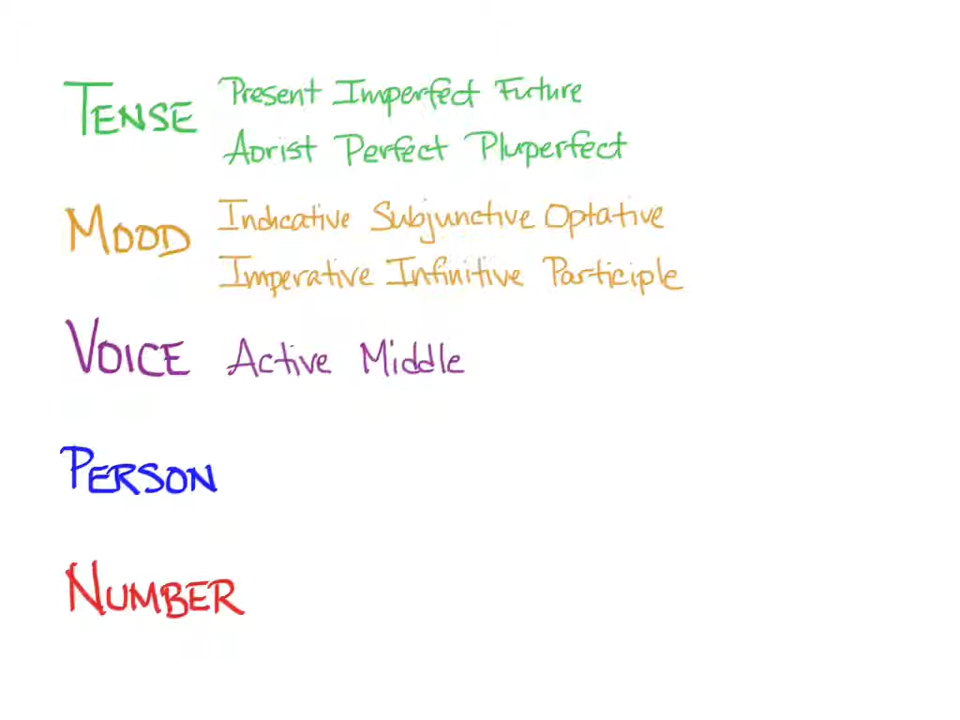 TENSE Present Imperfect Future
Aorist Perfect Pluperfect
MOOD Indicative Subjunctive Optative
Imperative Infinitive Participle
VOICE Active Middle
PERSON
NUMBER